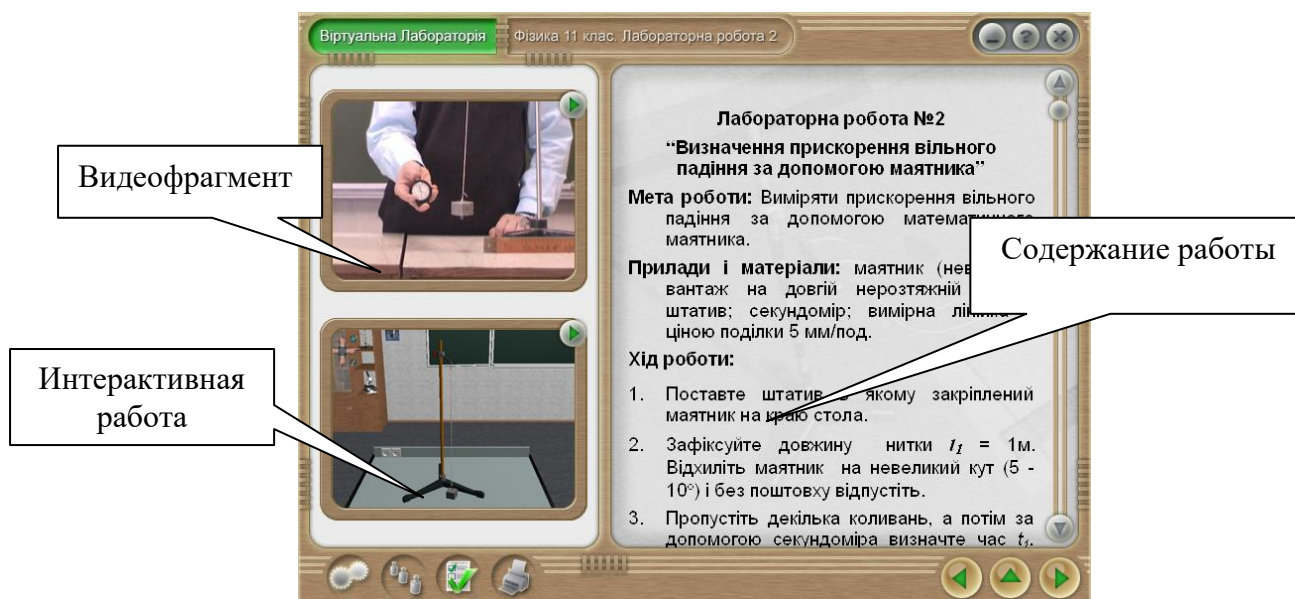 Віртуальна Лабораторія
Фізика 11 клас. Лабораторна робота 2
Видеофрагмент
Интерактивная
работа
Лабораторна робота №2
“Визначення прискорення вільного
падіння за допомогою маятника”
Мета роботи: Виміряти прискорення вільного
падіння за допомогою математичного
маятника.
Содержание работы
Прилади і матеріали: маятник
вантаж на довгій нерозтяжній
штатив; секундомір; вимірна
ціною поділки 5 мм/под.
Хід роботи:
1. Поставте штатив в якому закріплений
маятник на краю стола.
2. Зафіксуйте довжину нитки l1 = 1м.
Відхиліть маятник на невеликий кут (5 -
10°) і без поштовху відпустіть.
3. Пропустіть декілька коливань, а потім за
допомогою секундоміра визначте час t1.